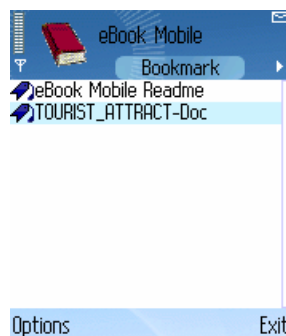 eBook Mobile
Bookmark
eBook Mobile Readme
TOURIST_ATTRACT-Doc
Options Exit